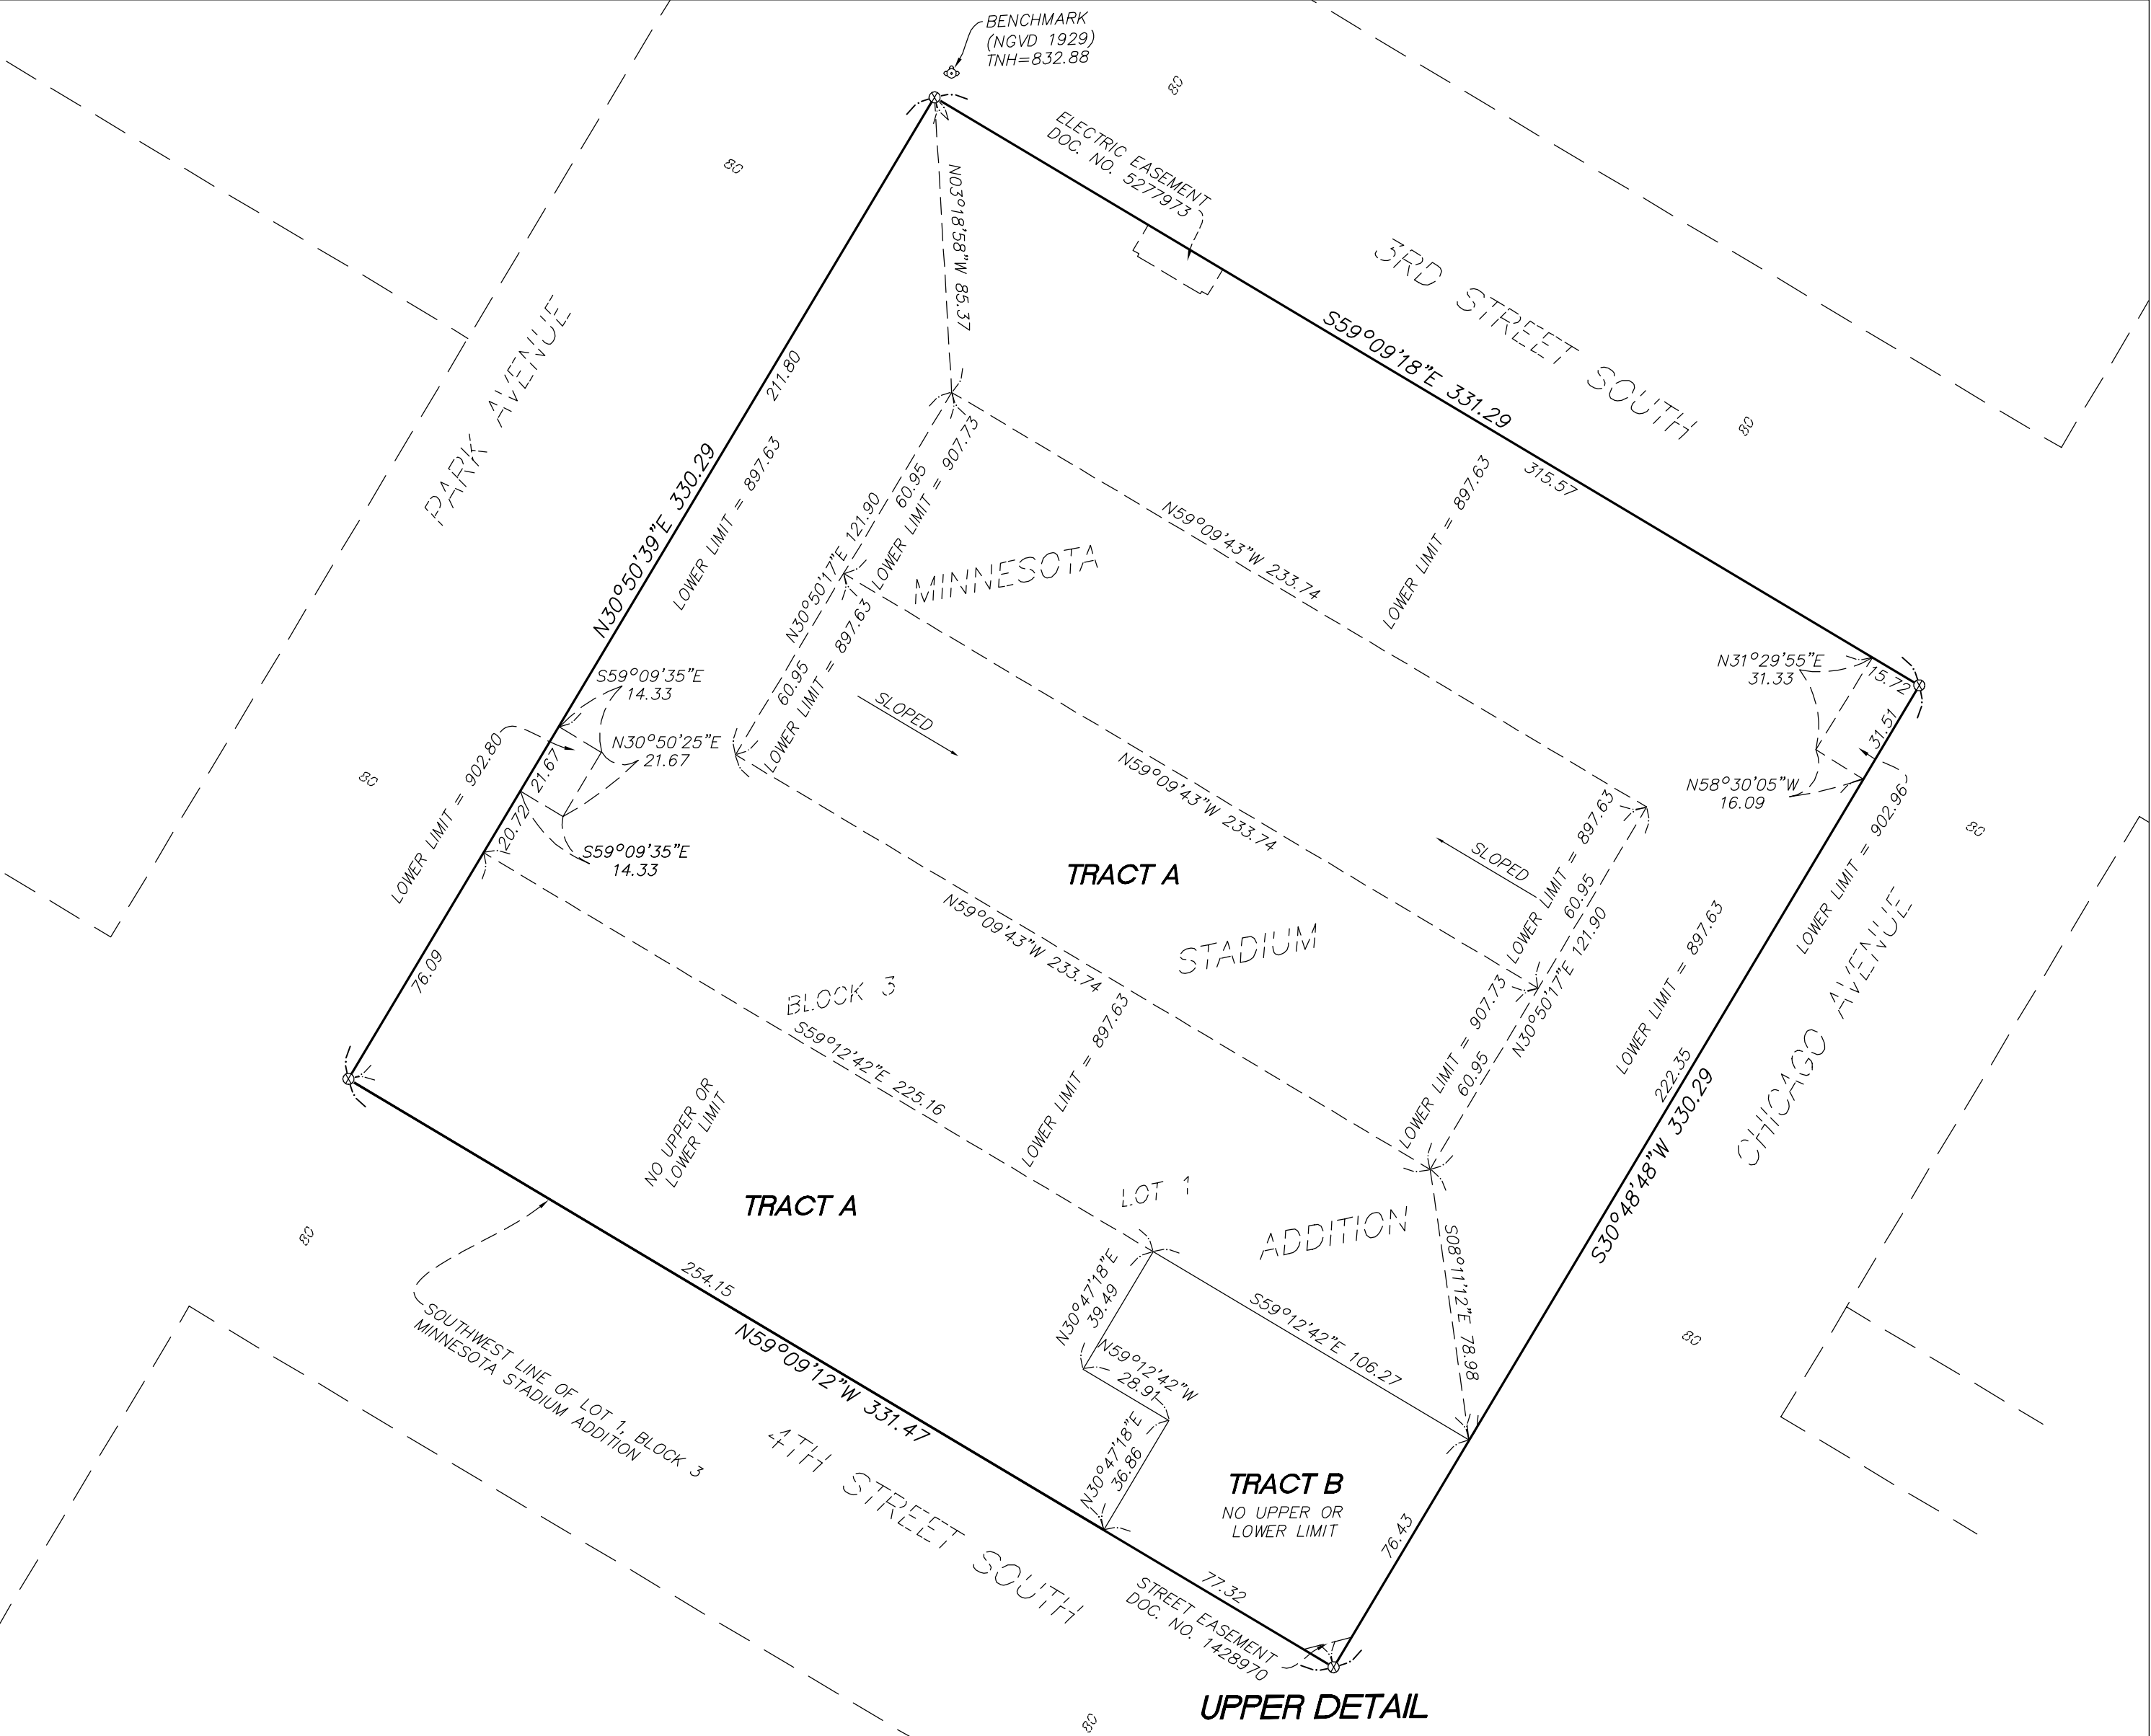 BENCHMARK
(NGVD 1929)
TNH=832.88
80
80
ELECTRIC EASEMENT
DOC. NO. 5277973
N03°18'58"W 85.37
3RD STREET SOUTH
80
S59°09'18"E 331.29
315.57
PARK AVENUE
211.80
N30°50'39"E 330.29
LOWER LIMIT = 897.63
N30°50'17"E 121.90
60.95
LOWER LIMIT = 907.73
60.95
LOWER LIMIT = 897.63
MINNESOTA
N59°09'43"W 233.74
LOWER LIMIT = 897.63
N31°29'55"E
31.33
15.72
31.51
N58°30'05"W
16.09
LOWER LIMIT = 902.96
80
S59°09'35"E
14.33
N30°50'25"E
21.67
21.67
LOWER LIMIT = 902.80
80
20.72
S59°09'35"E
14.33
SLOPED
N59°09'43"W 233.74
TRACT A
SLOPED
LOWER LIMIT = 897.63
60.95
N30°50'17"E 121.90
LOWER LIMIT = 907.73
60.95
LOWER LIMIT = 897.63
CHICAGO AVENUE
222.35
S30°48'48"W 330.29
N59°09'43"W 233.74
STADIUM
76.09
BLOCK 3
S59°12'42"E 225.16
LOWER LIMIT = 897.63
NO UPPER OR
LOWER LIMIT
TRACT A
LOT 1
ADDITION
S08°11'12"E 78.98
80
254.15
N30°47'18"E
39.49
S59°12'42"E 106.27
80
SOUTHWEST LINE OF LOT 1, BLOCK 3
MINNESOTA STADIUM ADDITION
N59°09'12"W 331.47
N59°12'42"W
28.91
N30°47'18"E
36.86
4TH STREET SOUTH
TRACT B
NO UPPER OR
LOWER LIMIT
76.43
77.32
STREET EASEMENT
DOC. NO. 1428970
UPPER DETAIL
80